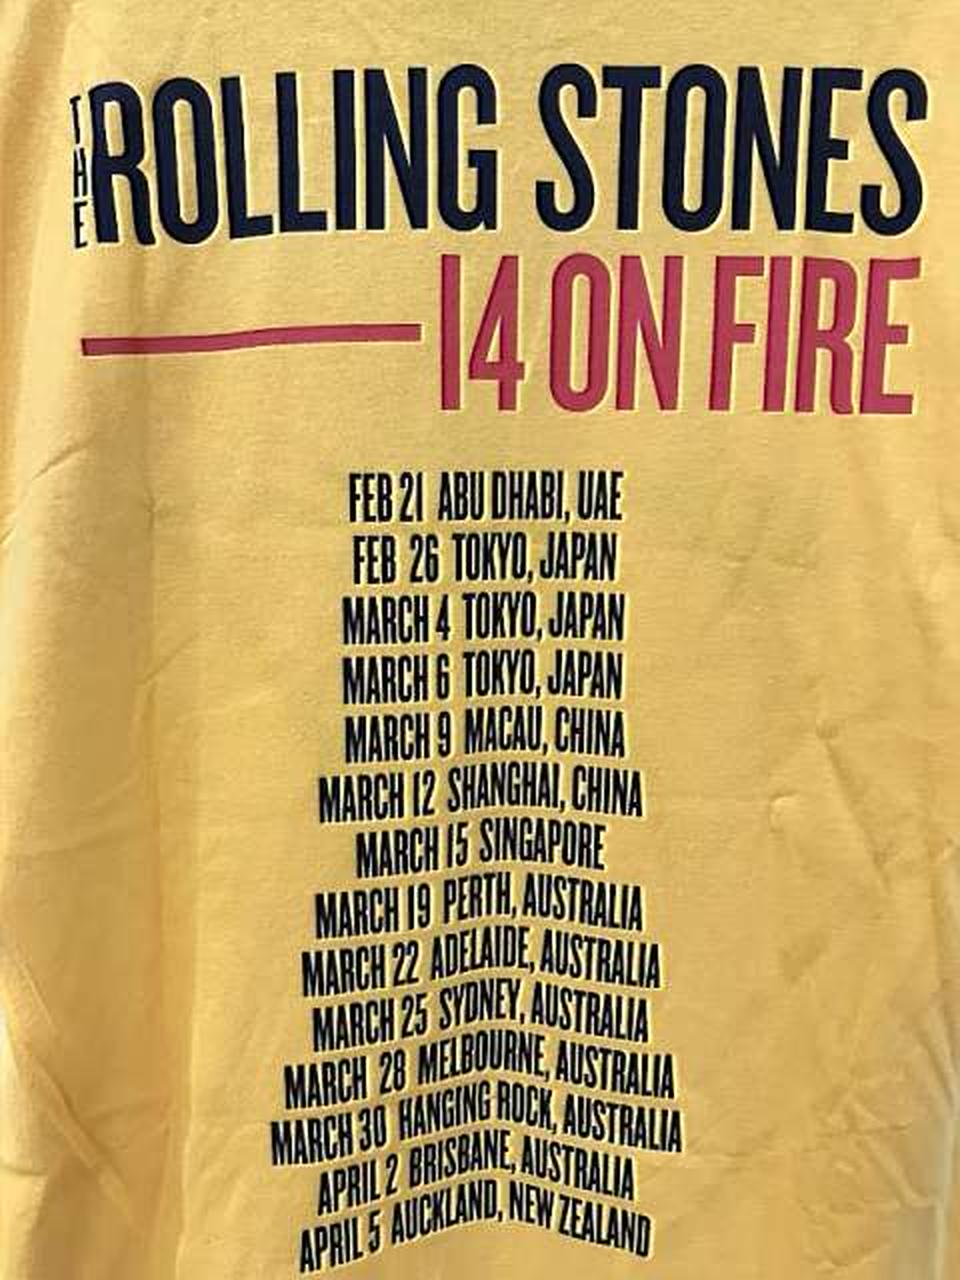 THE ROLLING STONES
14 ON FIRE
FEB 21 ABU DHABI, UAE
FEB 26 TOKYO, JAPAN
MARCH 4 TOKYO, JAPAN
MARCH 6 TOKYO, JAPAN
MARCH 9 MACAU, CHINA
MARCH 12 SHANGHAI, CHINA
MARCH 15 SINGAPORE
MARCH 19 PERTH, AUSTRALIA
MARCH 22 ADELAIDE, AUSTRALIA
MARCH 25 SYDNEY, AUSTRALIA
MARCH 28 MELBOURNE, AUSTRALIA
MARCH 30 HANGING ROCK, AUSTRALIA
APRIL 2 BRISBANE, AUSTRALIA
APRIL 5 AUCKLAND, NEW ZEALAND